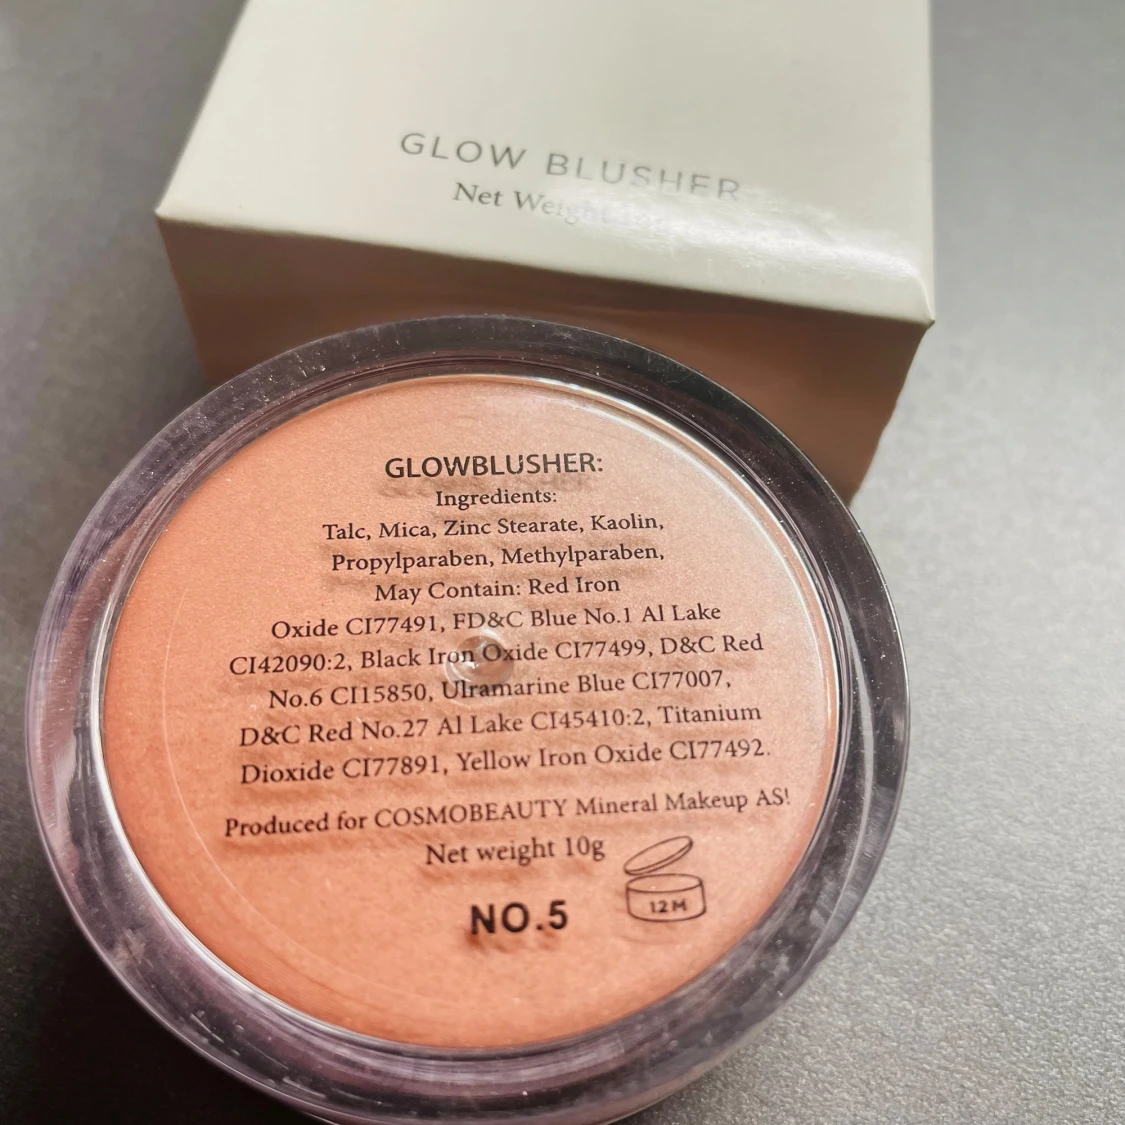 GLOW BLUSHER
Net Weight
GLOWBLUSHER:
Ingredients:
Talc, Mica, Zinc Stearate, Kaolin,
Propylparaben, Methylparaben,
May Contain: Red Iron
Oxide CI77491, FD&C Blue No.1 Al Lake
CI42090:2, Black Iron Oxide CI77499, D&C Red
No.6 CI15850, Ulramarine Blue CI77007,
D&C Red No.27 Al Lake CI45410:2, Titanium
Dioxide CI77891, Yellow Iron Oxide CI77492.
Produced for COSMOBEAUTY Mineral Makeup AS!
Net weight 10g
12M
NO.5